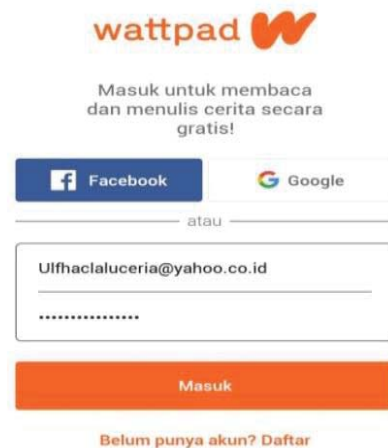 wattpad
Masuk untuk membaca
dan menulis cerita secara
gratis!
Facebook
Google
atau
Ulfhaclaluceria@yahoo.co.id
................
Masuk
Belum punya akun? Daftar